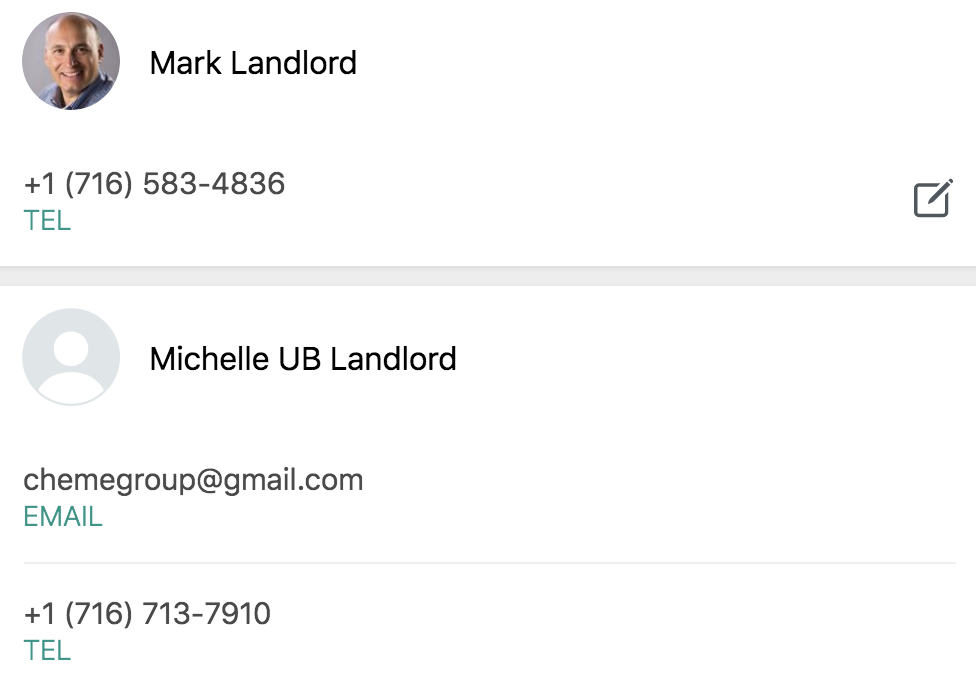 Mark Landlord
+1 (716) 583-4836
TEL
Michelle UB Landlord
chemegroup@gmail.com
EMAIL
+1 (716) 713-7910
TEL